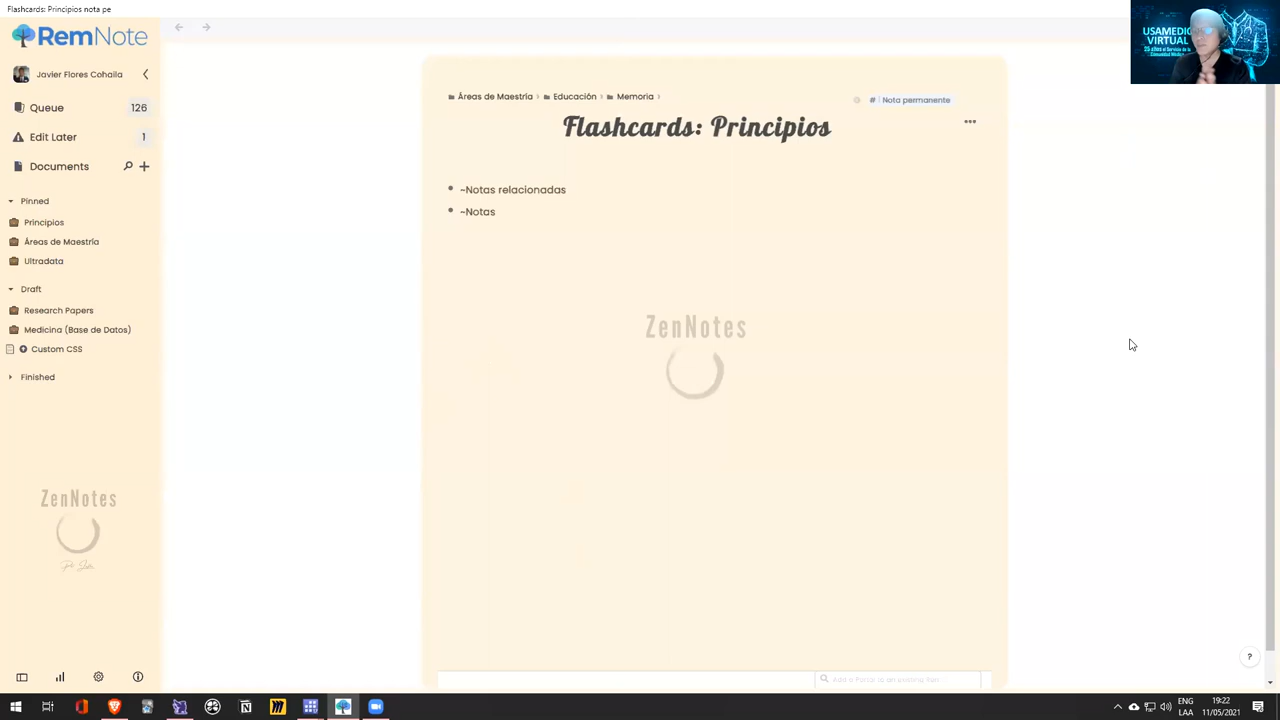 Flashcards: Principios nota pe
RemNote
Javier Flores Cohaila
Queue 126
Edit Later 1
Documents
Pinned
Principios
Áreas de Maestría
Ultradata
Draft
Research Papers
Medicina (Base de Datos)
Custom CSS
Finished
ZenNotes
Áreas de Maestría › Educación › Memoria ›
# Nota permanente
Flashcards: Principios
~Notas relacionadas
~Notas
ZenNotes
USAMEDIC
VIRTUAL
?
ENG
LAA
19:22
11/05/2021